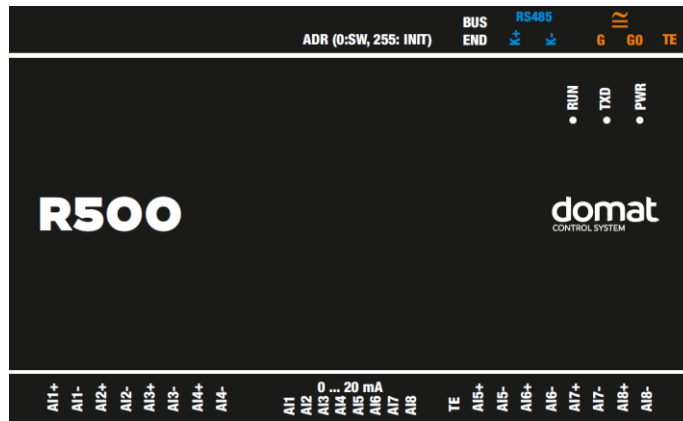 BUS RS485 ≅
ADR (0:SW, 255: INIT) END K+ K- G G0 TE
RUN TXD PWR
R500
domat
CONTROL SYSTEM
0 ... 20 mA
AI1+ AI1- AI2+ AI2- AI3+ AI3- AI4+ AI4- AI1 AI2 AI3 AI4 AI5 AI6 AI7 AI8 TE AI5+ AI5- AI6+ AI6- AI7+ AI7- AI8+ AI8-